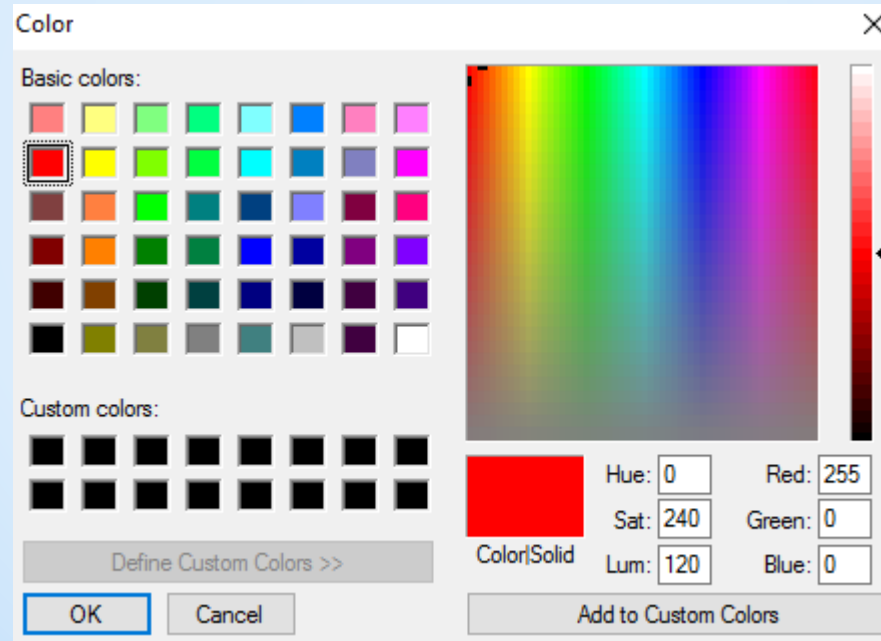 Color
Basic colors:
Custom colors:
Define Custom Colors >>
OK
Cancel
Color|Solid
Hue: 0
Sat: 240
Lum: 120
Red: 255
Green: 0
Blue: 0
Add to Custom Colors